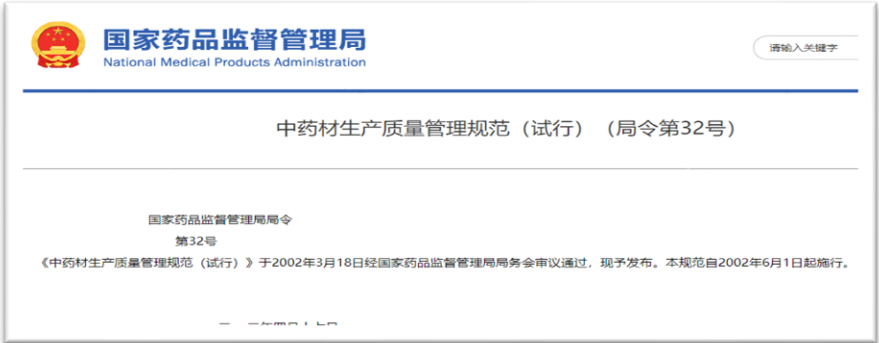 国家药品监督管理局
National Medical Products Administration
请输入关键字
中药材生产质量管理规范（试行）（局令第32号）
国家药品监督管理局局令
第32号
《中药材生产质量管理规范（试行）》于2002年3月18日经国家药品监督管理局局务会审议通过，现予发布。本规范自2002年6月1日起施行。